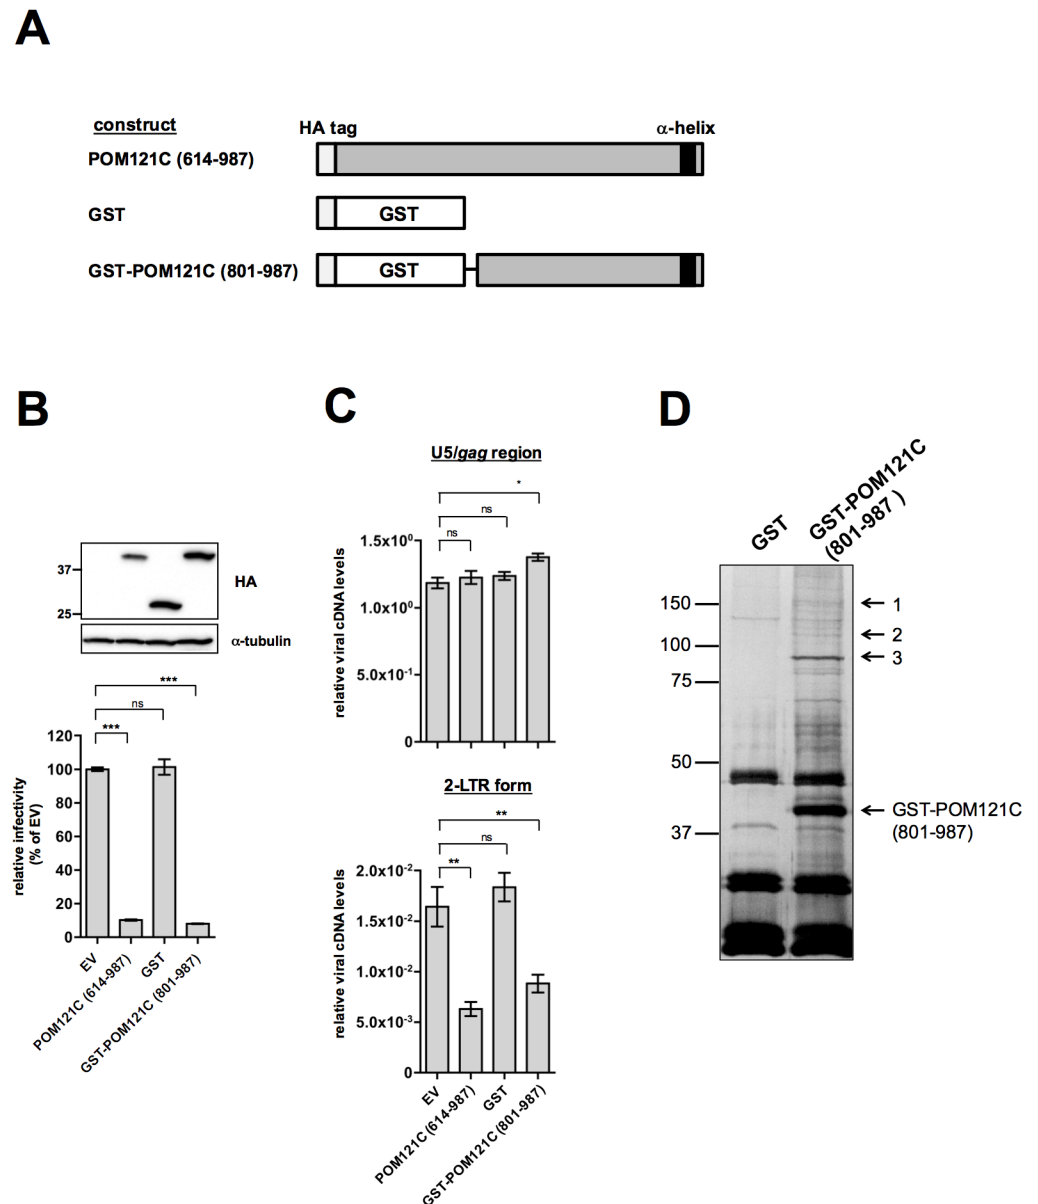 A
construct
HA tag
α-helix
POM121C (614-987)
GST
GST
GST-POM121C (801-987)
GST
B
37
25
HA
α-tubulin
***
ns
***
relative infectivity
(% of EV)
120
100
80
60
40
20
0
EV
POM121C (614-987)
GST
GST-POM121C (801-987)
C
U5/gag region
*
ns
ns
relative viral cDNA levels
1.5x10⁰
1.0x10⁰
5.0x10⁻¹
0
2-LTR form
**
ns
**
relative viral cDNA levels
2.0x10⁻²
1.5x10⁻²
1.0x10⁻²
5.0x10⁻³
0
EV
POM121C (614-987)
GST
GST-POM121C (801-987)
D
GST
GST-POM121C
(801-987 )
150
100
75
50
37
1
2
3
GST-POM121C
(801-987)